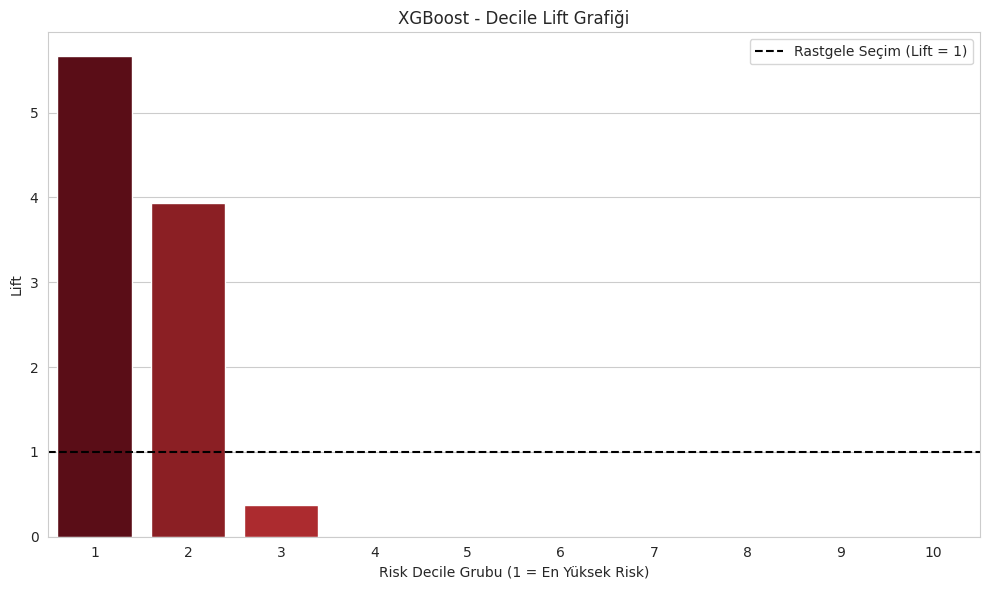 XGBoost - Decile Lift Grafiği
Rastgele Seçim (Lift = 1)
Lift
5
4
3
2
1
0
1 2 3 4 5 6 7 8 9 10
Risk Decile Grubu (1 = En Yüksek Risk)